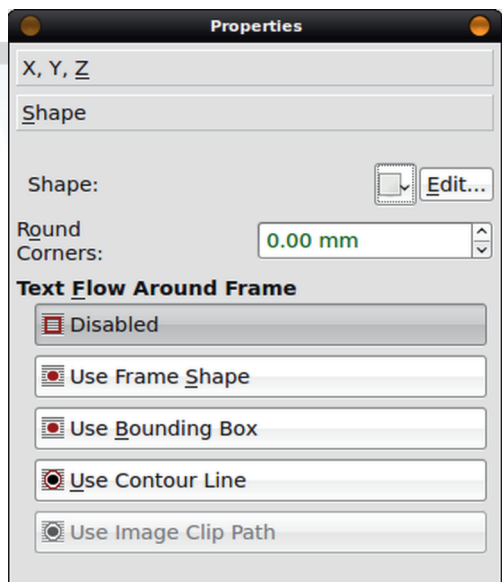 Properties
X, Y, Z
Shape
Shape:
Edit...
Round
Corners:
0.00 mm
Text Flow Around Frame
Disabled
Use Frame Shape
Use Bounding Box
Use Contour Line
Use Image Clip Path